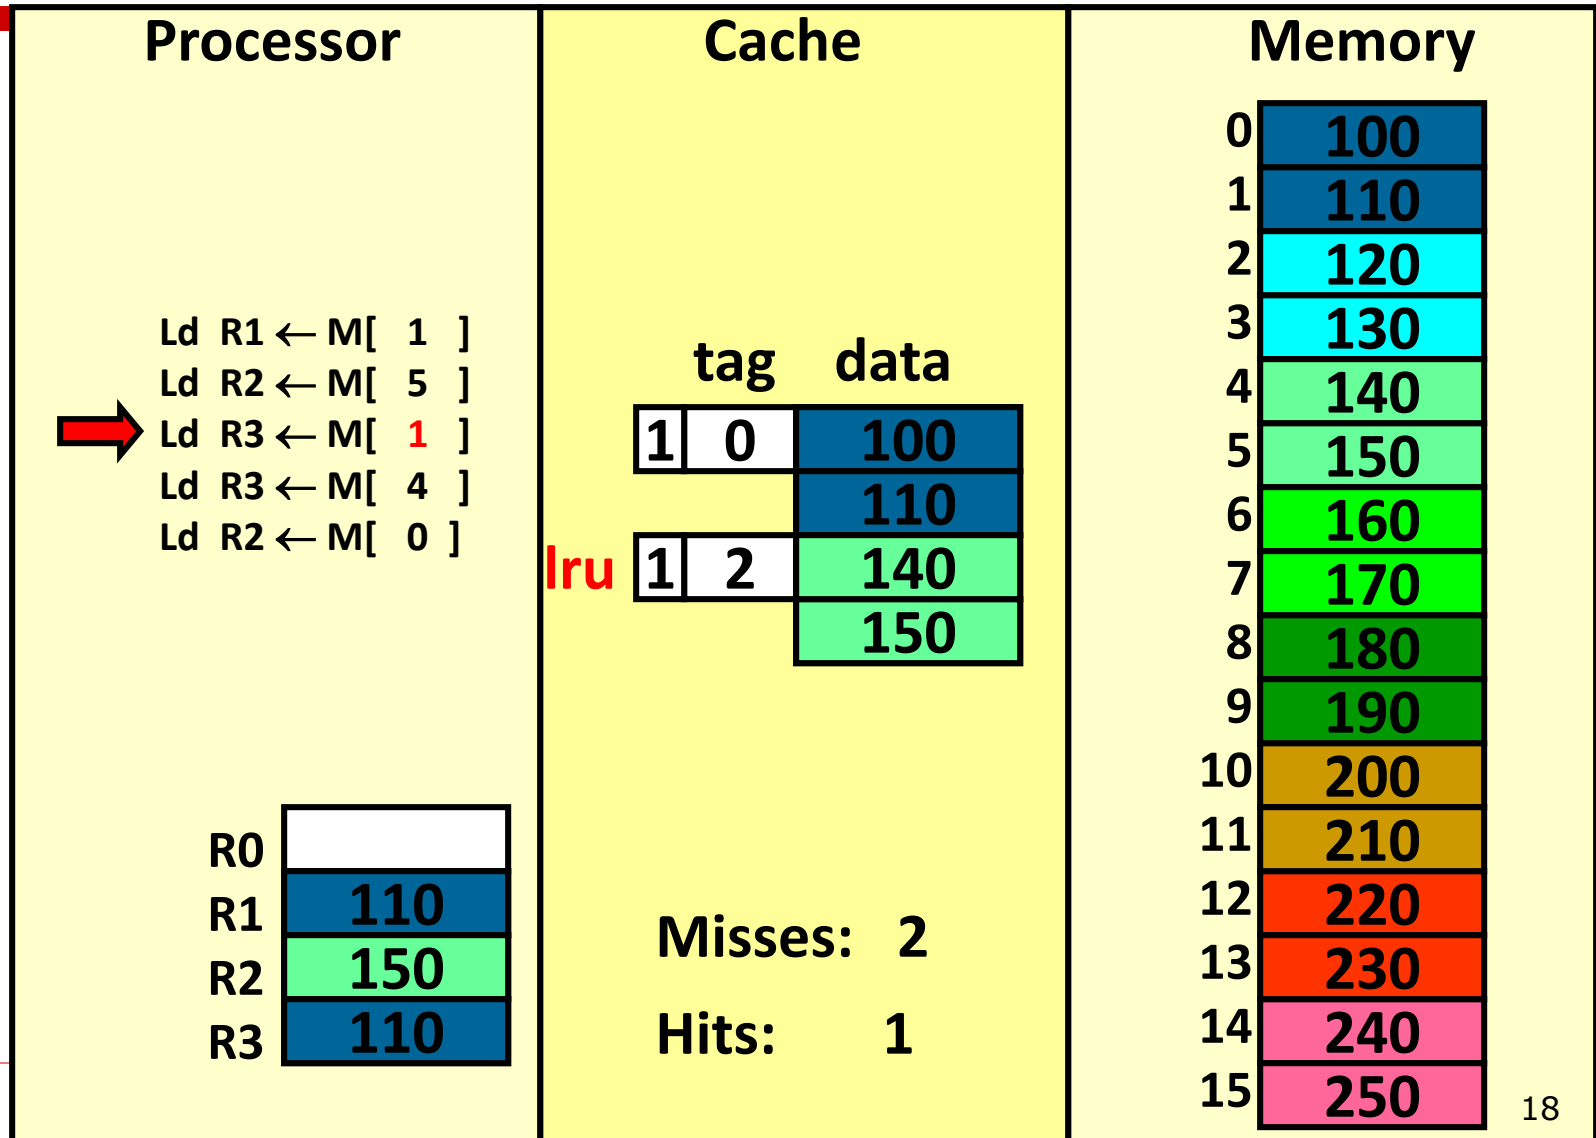 Processor
Ld R1 ← M[ 1 ]
Ld R2 ← M[ 5 ]
Ld R3 ← M[ 1 ]
Ld R3 ← M[ 4 ]
Ld R2 ← M[ 0 ]
R0
R1 110
R2 150
R3 110
Cache
tag data
1 0 100
110
lru 1 2 140
150
Misses: 2
Hits: 1
Memory
0 100
1 110
2 120
3 130
4 140
5 150
6 160
7 170
8 180
9 190
10 200
11 210
12 220
13 230
14 240
15 250
18